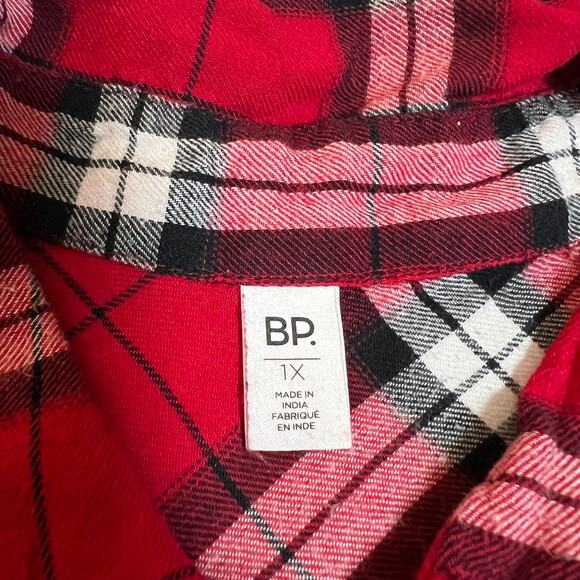 BP.
1X
MADE IN
INDIA
FABRIQUÉ
EN INDE